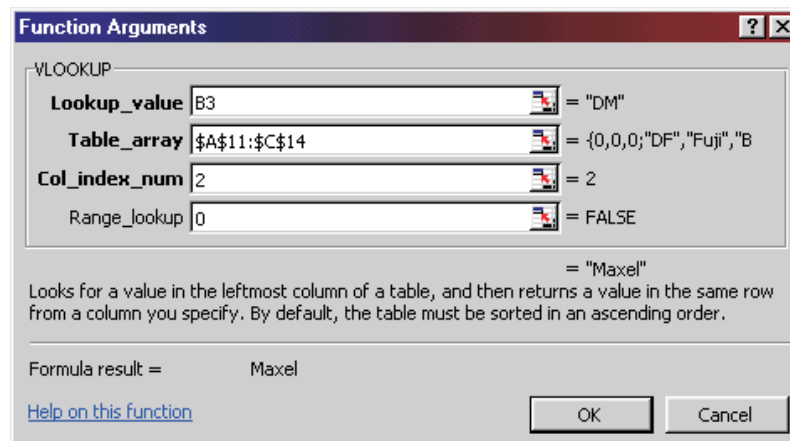 Function Arguments
VLOOKUP
Lookup_value B3 = "DM"
Table_array $A$11:$C$14 = {0,0,0;"DF","Fuji","B
Col_index_num 2 = 2
Range_lookup 0 = FALSE
= "Maxel"
Looks for a value in the leftmost column of a table, and then returns a value in the same row
from a column you specify. By default, the table must be sorted in an ascending order.
Formula result = Maxel
Help on this function OK Cancel